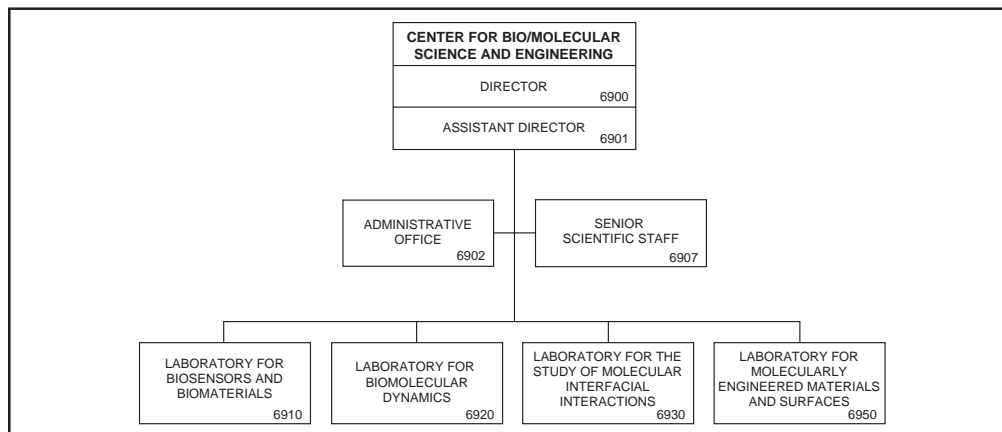 CENTER FOR BIO/MOLECULAR
SCIENCE AND ENGINEERING
DIRECTOR
6900
ASSISTANT DIRECTOR
6901
ADMINISTRATIVE
OFFICE
6902
SENIOR
SCIENTIFIC STAFF
6907
LABORATORY FOR
BIOSENSORS AND
BIOMATERIALS
6910
LABORATORY FOR
BIOMOLECULAR
DYNAMICS
6920
LABORATORY FOR THE
STUDY OF MOLECULAR
INTERFACIAL
INTERACTIONS
6930
LABORATORY FOR
MOLECULARLY
ENGINEERED MATERIALS
AND SURFACES
6950